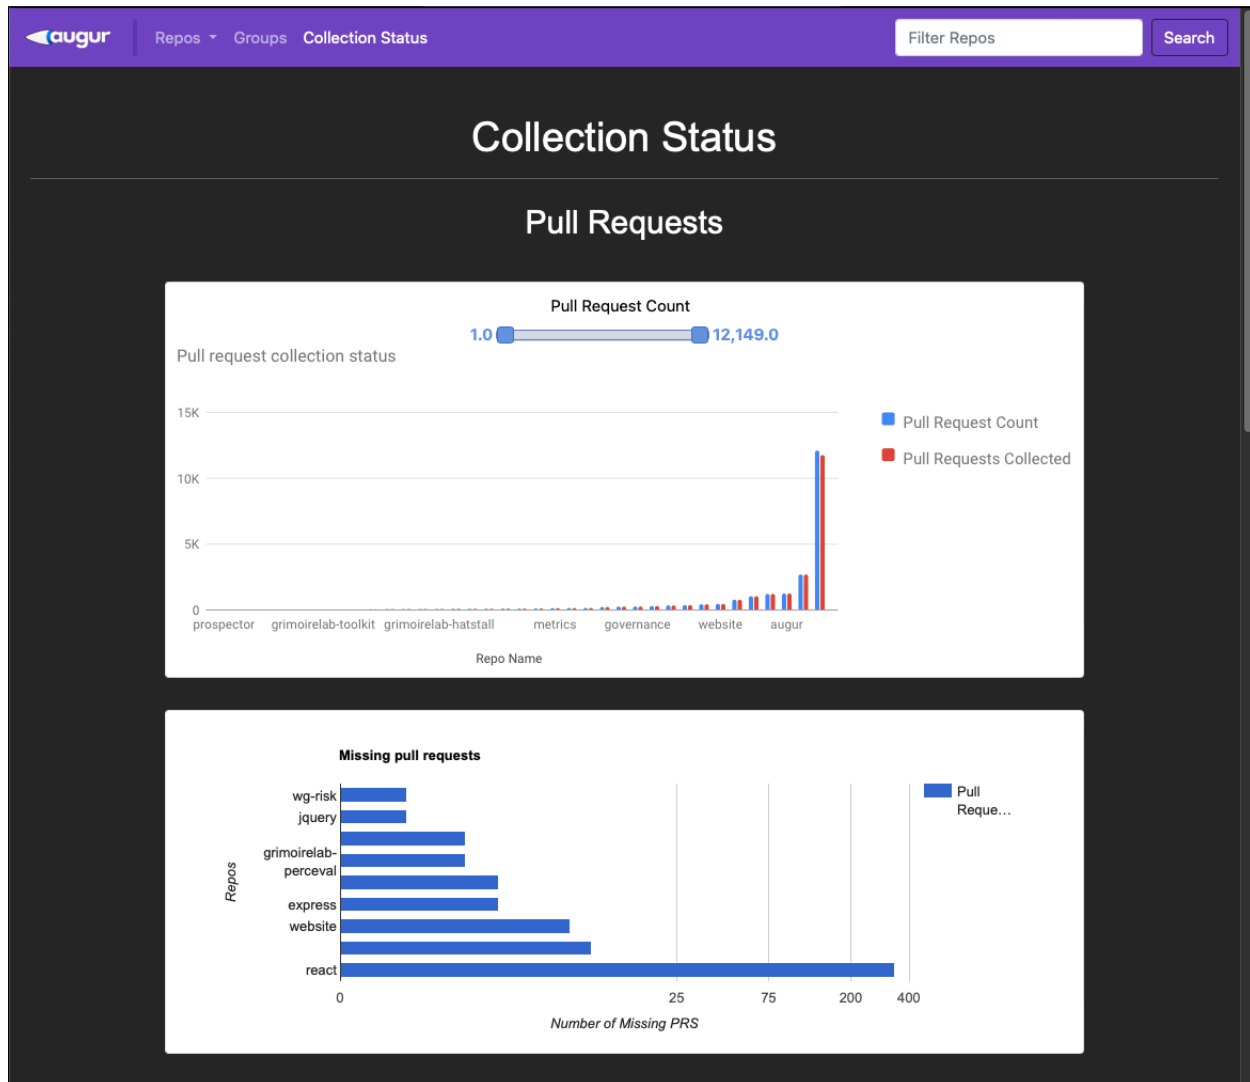 augur
Repos Groups Collection Status
Filter Repos
Search
Collection Status
Pull Requests
Pull Request Count
1.0 12,149.0
Pull request collection status
15K
10K
5K
0
Pull Request Count
Pull Requests Collected
prospector grimoirelab-toolkit grimoirelab-hatstall metrics governance website augur
Repo Name
Missing pull requests
wg-risk
jquery
grimoirelab-
perceval
express
website
react
Repos
Pull
Reque...
0 25 75 200 400
Number of Missing PRS